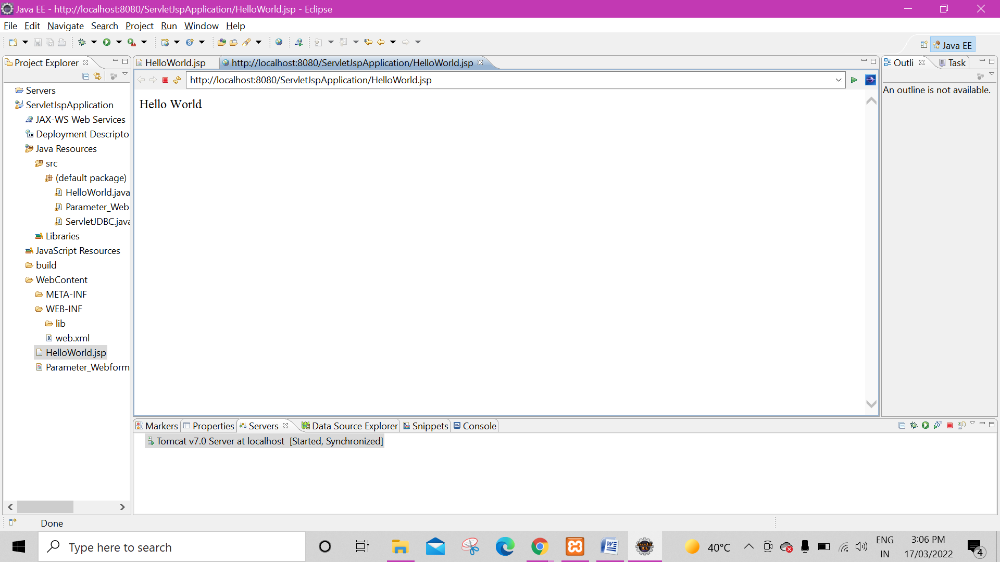 Java EE - http://localhost:8080/ServletJspApplication/HelloWorld.jsp - Eclipse
File Edit Navigate Search Project Run Window Help
Java EE
Project Explorer
HelloWorld.jsp
http://localhost:8080/ServletJspApplication/HelloWorld.jsp
Outli
Task
http://localhost:8080/ServletJspApplication/HelloWorld.jsp
Hello World
An outline is not available.
Servers
ServletJspApplication
JAX-WS Web Services
Deployment Descripto
Java Resources
src
(default package)
HelloWorld.java
Parameter_Web
ServletJDBC.java
Libraries
JavaScript Resources
build
WebContent
META-INF
WEB-INF
lib
web.xml
HelloWorld.jsp
Parameter_Webform
Markers Properties Servers Data Source Explorer Snippets Console
Tomcat v7.0 Server at localhost [Started, Synchronized]
Done
Type here to search
40°C
ENG
IN
3:06 PM
17/03/2022
4